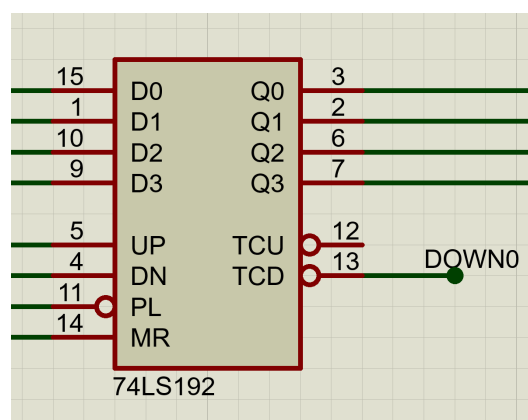 15 D0 Q0 3
1 D1 Q1 2
10 D2 Q2 6
9 D3 Q3 7
5 UP TCU 12
4 DN TCD 13 DOWN0
11 PL
14 MR
74LS192